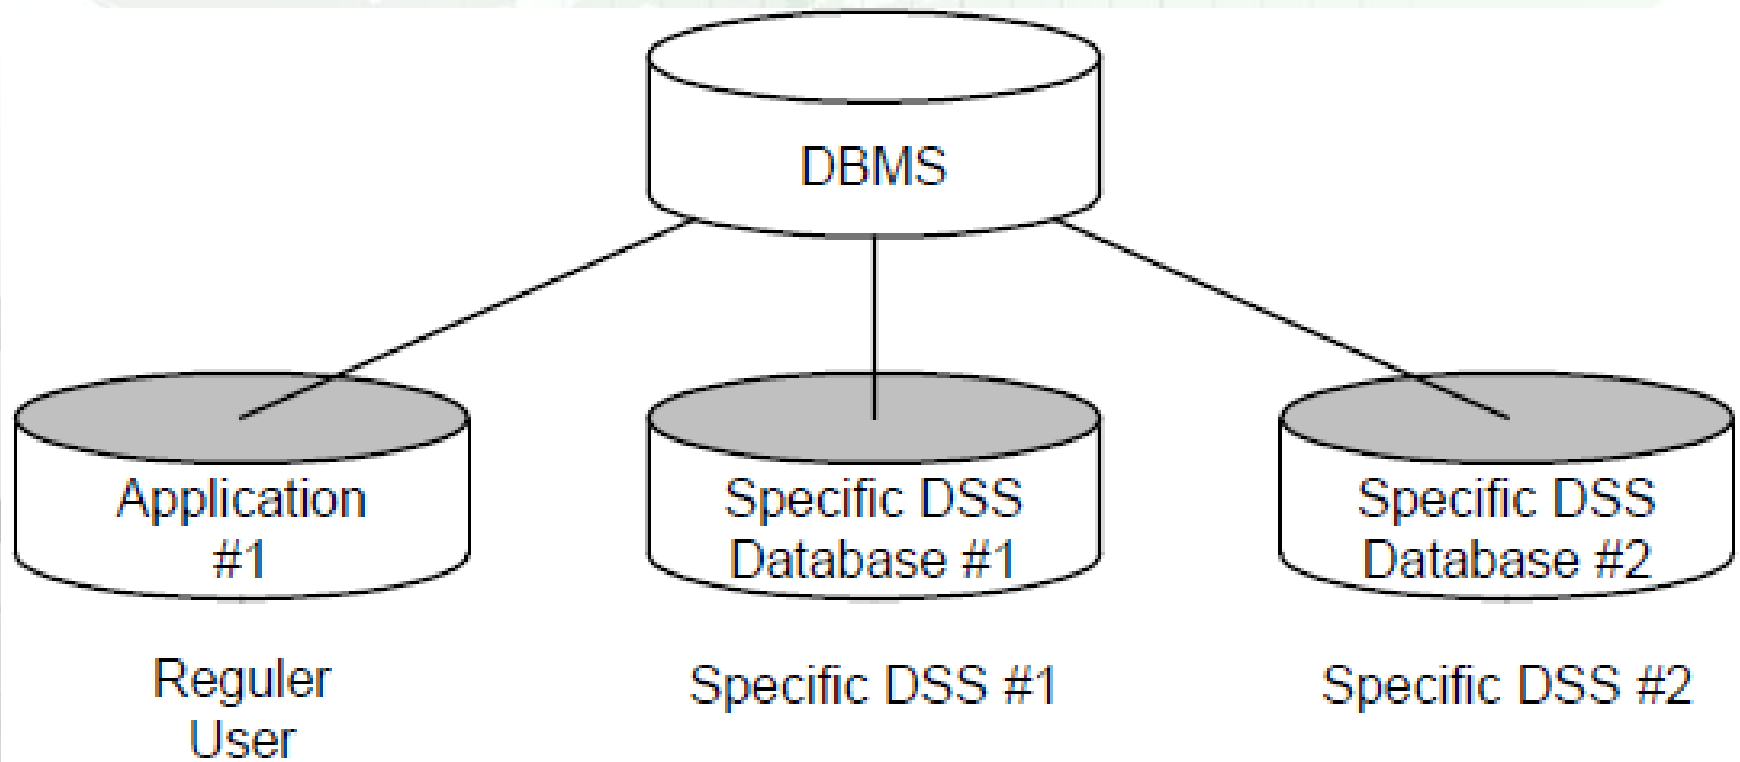 DBMS
Application
#1
Specific DSS
Database #1
Specific DSS
Database #2
Reguler
User
Specific DSS #1
Specific DSS #2